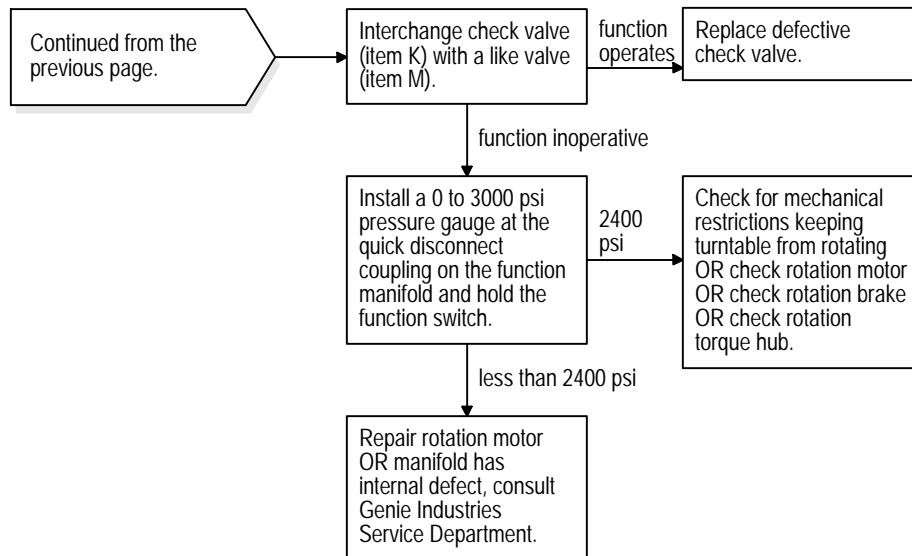 Continued from the
previous page.
Interchange check valve
(item K) with a like valve
(item M).
function
operates
Replace defective
check valve.
function inoperative
Install a 0 to 3000 psi
pressure gauge at the
quick disconnect
coupling on the function
manifold and hold the
function switch.
2400
psi
Check for mechanical
restrictions keeping
turntable from rotating
OR check rotation motor
OR check rotation brake
OR check rotation
torque hub.
less than 2400 psi
Repair rotation motor
OR manifold has
internal defect, consult
Genie Industries
Service Department.